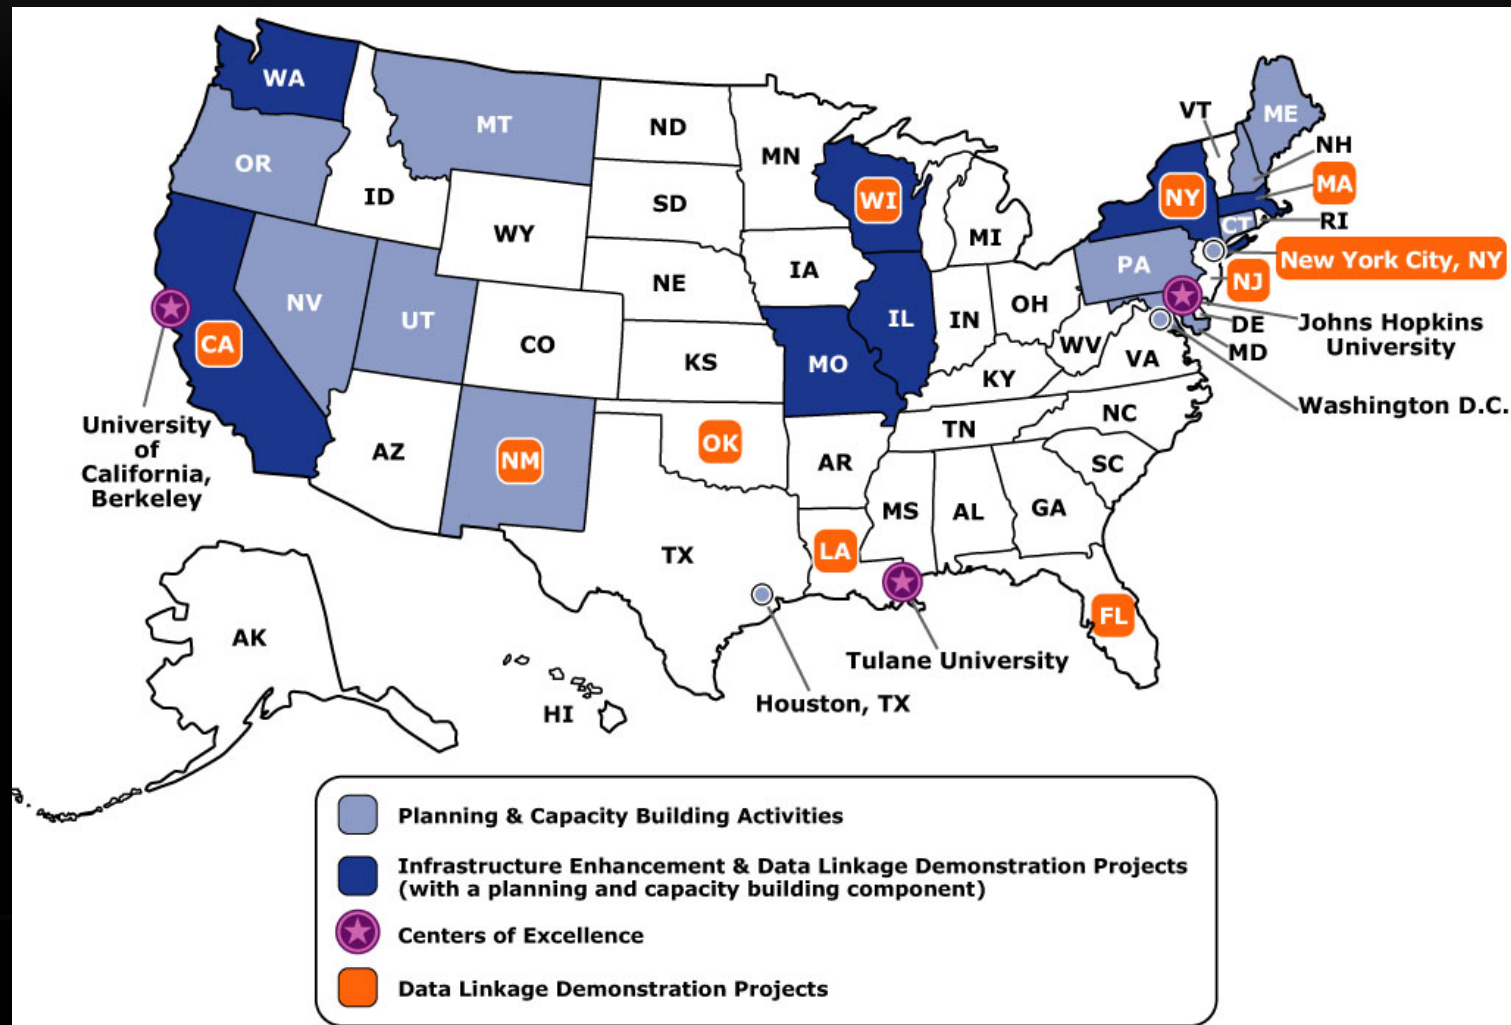 WA
MT
ND
MN
VT
ME
NH
OR
ID
SD
WI
MI
NY
MA
WY
CT
RI
New York City, NY
IA
PA
NJ
NV
UT
NE
IL
IN
OH
DE
Johns Hopkins
University
CA
CO
KS
MO
WV
VA
MD
KY
Washington D.C.
University
of
California,
Berkeley
AZ
NM
OK
AR
TN
NC
SC
MS
AL
GA
TX
LA
FL
AK
HI
Tulane University
Houston, TX
Planning & Capacity Building Activities
Infrastructure Enhancement & Data Linkage Demonstration Projects
(with a planning and capacity building component)
Centers of Excellence
Data Linkage Demonstration Projects